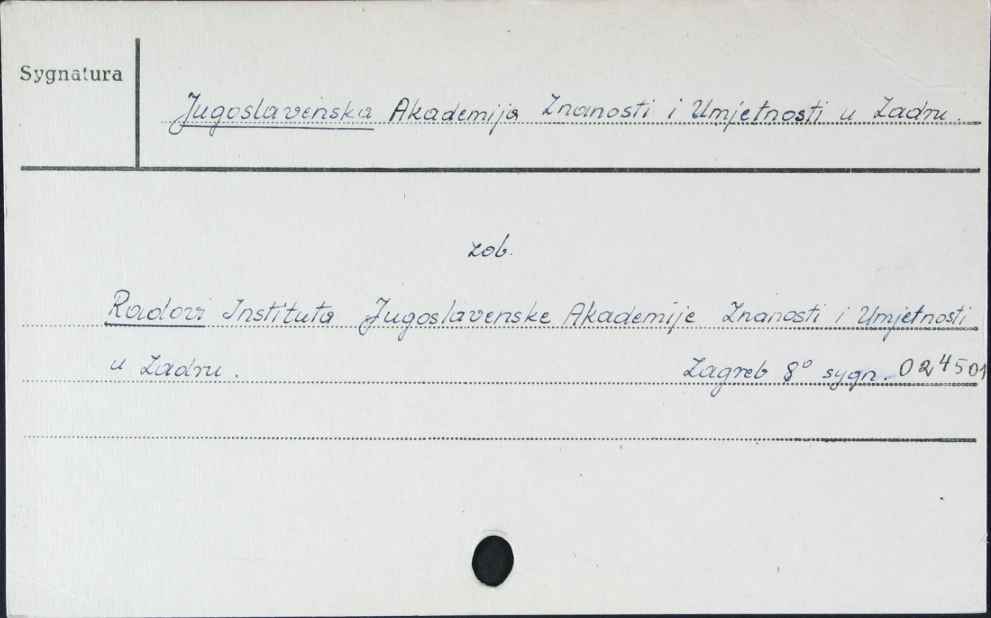 Sygnatura
Jugoslavenska Akademija Znanosti i Umjetnosti u Zadru.
zob.
Radovi Instituta Jugoslavenske Akademije Znanosti i Umjetnosti
u Zadru. Zagreb 8° sygn. 024501